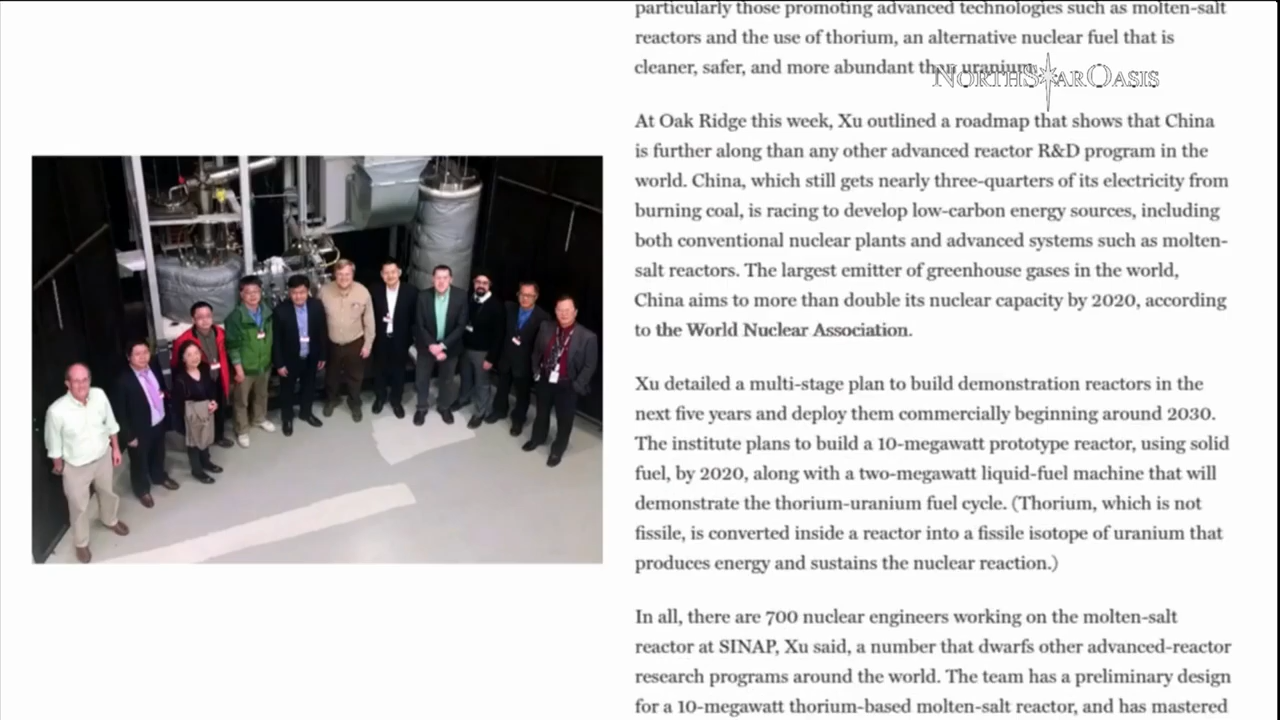 particularly those promoting advanced technologies such as molten-salt
reactors and the use of thorium, an alternative nuclear fuel that is
cleaner, safer, and more abundant than uranium.
NORTHSTAROASIS
At Oak Ridge this week, Xu outlined a roadmap that shows that China
is further along than any other advanced reactor R&D program in the
world. China, which still gets nearly three-quarters of its electricity from
burning coal, is racing to develop low-carbon energy sources, including
both conventional nuclear plants and advanced systems such as molten-
salt reactors. The largest emitter of greenhouse gases in the world,
China aims to more than double its nuclear capacity by 2020, according
to the World Nuclear Association.
Xu detailed a multi-stage plan to build demonstration reactors in the
next five years and deploy them commercially beginning around 2030.
The institute plans to build a 10-megawatt prototype reactor, using solid
fuel, by 2020, along with a two-megawatt liquid-fuel machine that will
demonstrate the thorium-uranium fuel cycle. (Thorium, which is not
fissile, is converted inside a reactor into a fissile isotope of uranium that
produces energy and sustains the nuclear reaction.)
In all, there are 700 nuclear engineers working on the molten-salt
reactor at SINAP, Xu said, a number that dwarfs other advanced-reactor
research programs around the world. The team has a preliminary design
for a 10-megawatt thorium-based molten-salt reactor, and has mastered